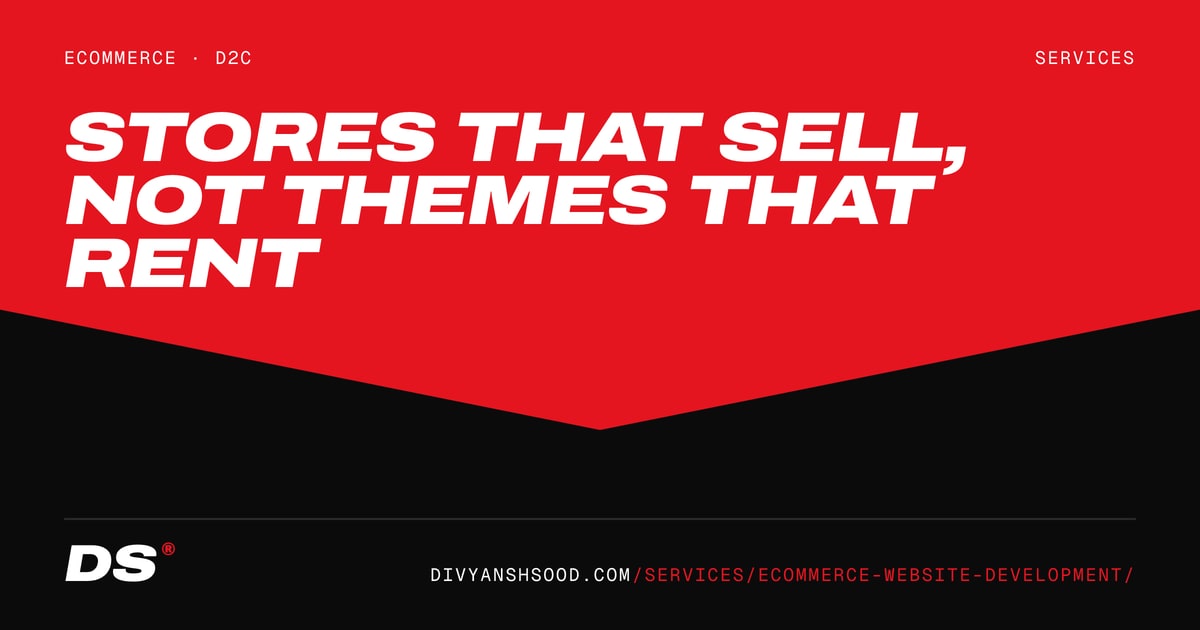 ECOMMERCE · D2C
SERVICES
STORES THAT SELL,
NOT THEMES THAT
RENT
DS®
DIVYANSHSOOD.COM/SERVICES/ECOMMERCE-WEBSITE-DEVELOPMENT/